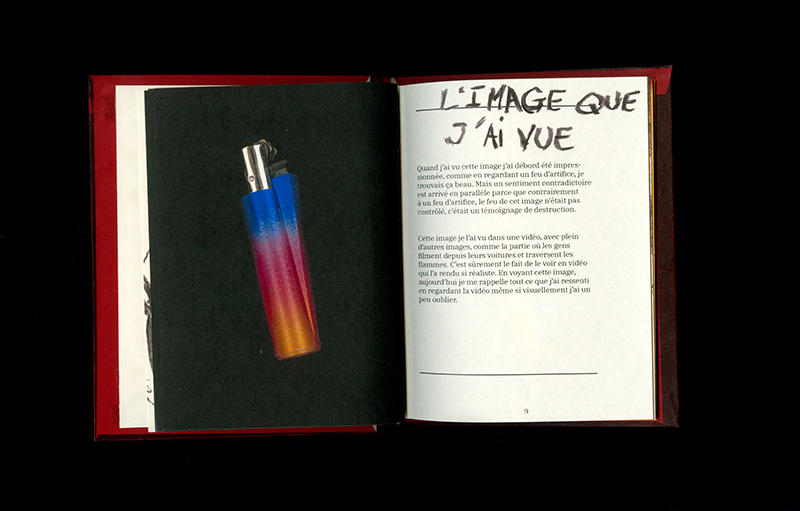 L'IMAGE QUE
J'Ai VUE
Quand j'ai vu cette image j'ai débord été impres-
sionnée, comme en regardant un feu d'artifice, je
trouvais ça beau. Mais un sentiment contradictoire
est arrivé en parallèle parce que contrairement
à un feu d'artifice, le feu de cet image n'était pas
contrôlé, c'était un témoignage de destruction.
Cette image je l'ai vu dans une vidéo, avec plein
d'autres images, comme la partie où les gens
filment depuis leurs voitures et traversent les
flammes. C'est sûrement le fait de le voir en vidéo
qui l'a rendu si réaliste. En voyant cette image,
aujourd'hui je me rappelle tout ce que j'ai ressenti
en regardant la vidéo même si visuellement j'ai un
peu oublier.
9